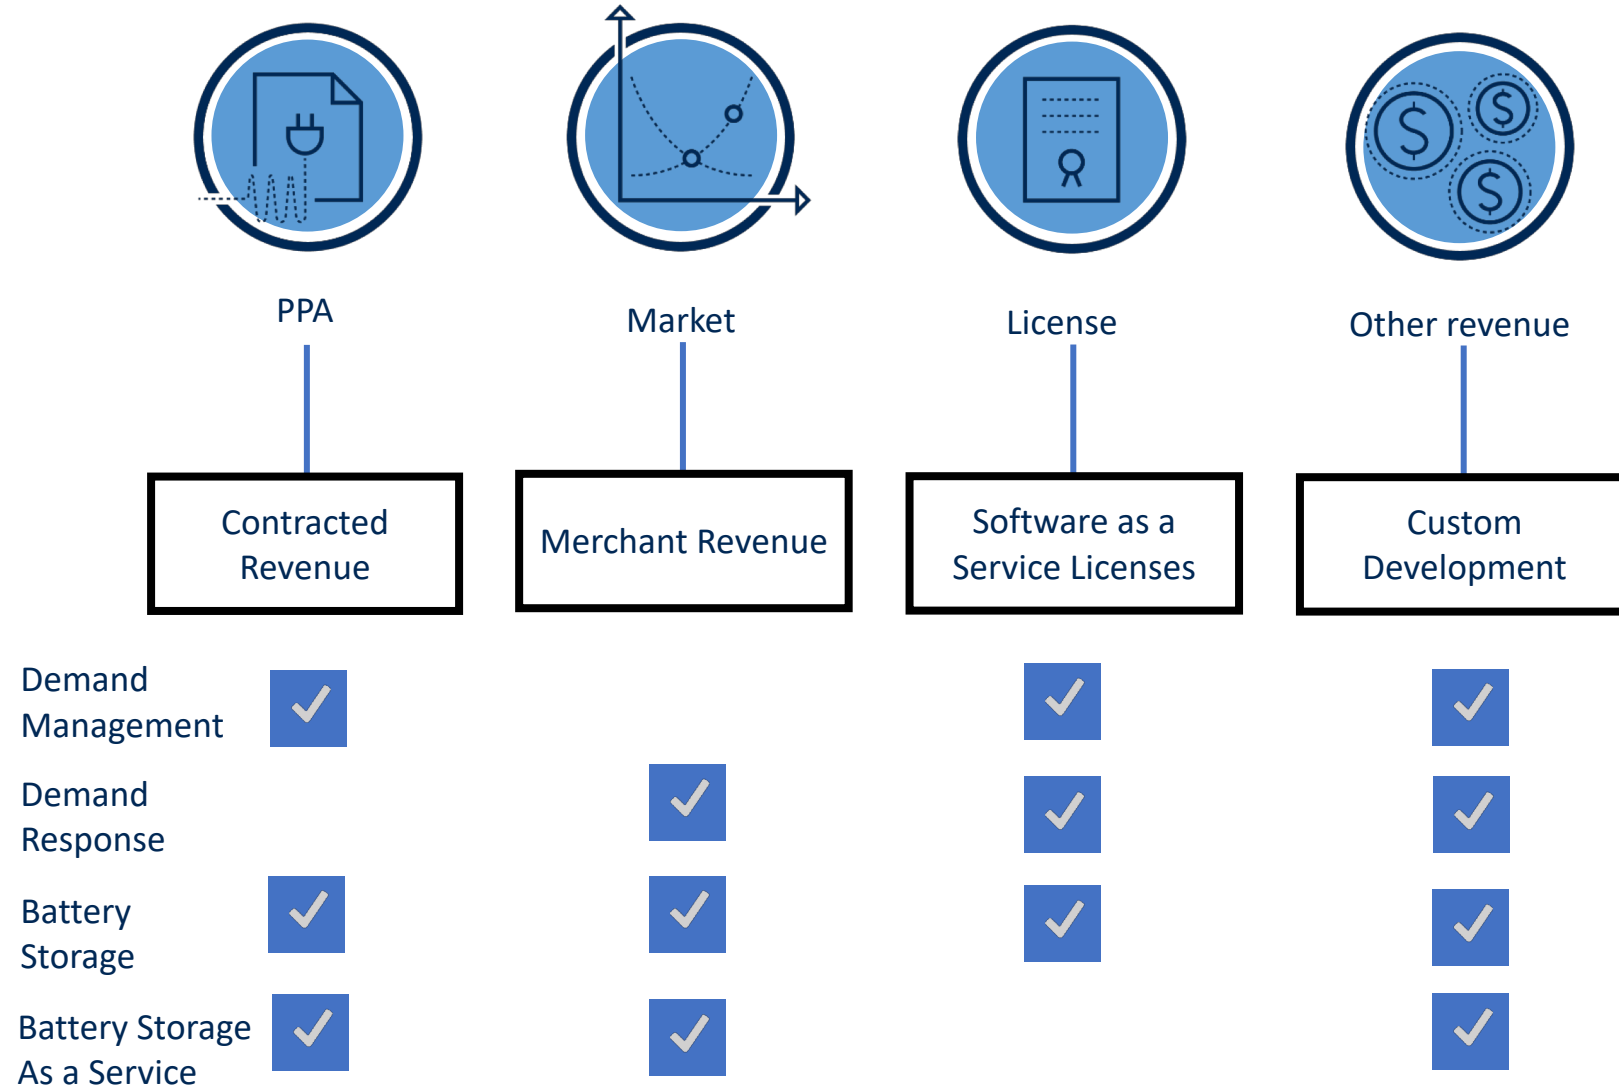 PPA
Market
License
Other revenue
Contracted
Revenue
Merchant Revenue
Software as a
Service Licenses
Custom
Development
Demand
Management
Demand
Response
Battery
Storage
Battery Storage
As a Service
$
$
$